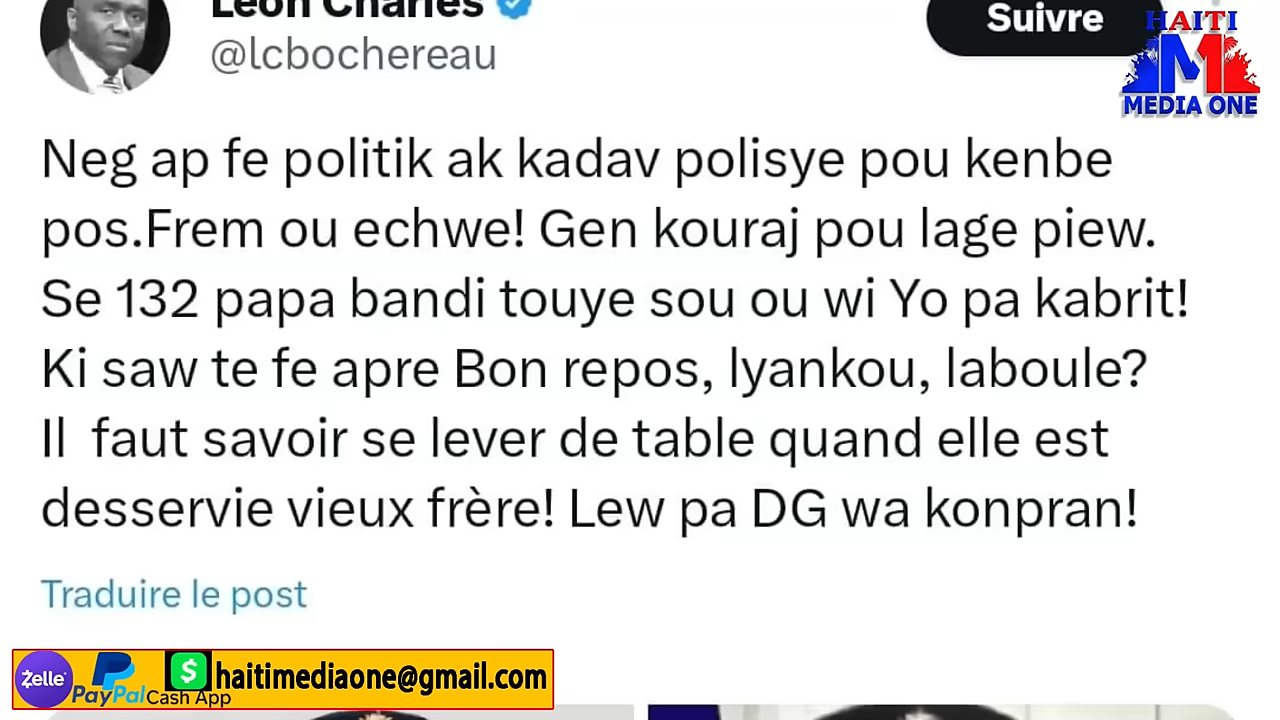 Léon Charles
@lcbochereau
Suivre
HAITI
M
MEDIA ONE
Neg ap fe politik ak kadav polisye pou kenbe
pos.Frem ou echwe! Gen kouraj pou lage piew.
Se 132 papa bandi touye sou ou wi Yo pa kabrit!
Ki saw te fe apre Bon repos, lyankou, laboule?
Il faut savoir se lever de table quand elle est
desservie vieux frère! Lew pa DG wa konpran!
Traduire le post
Zelle
PayPal
$
Cash App
haitimediaone@gmail.com